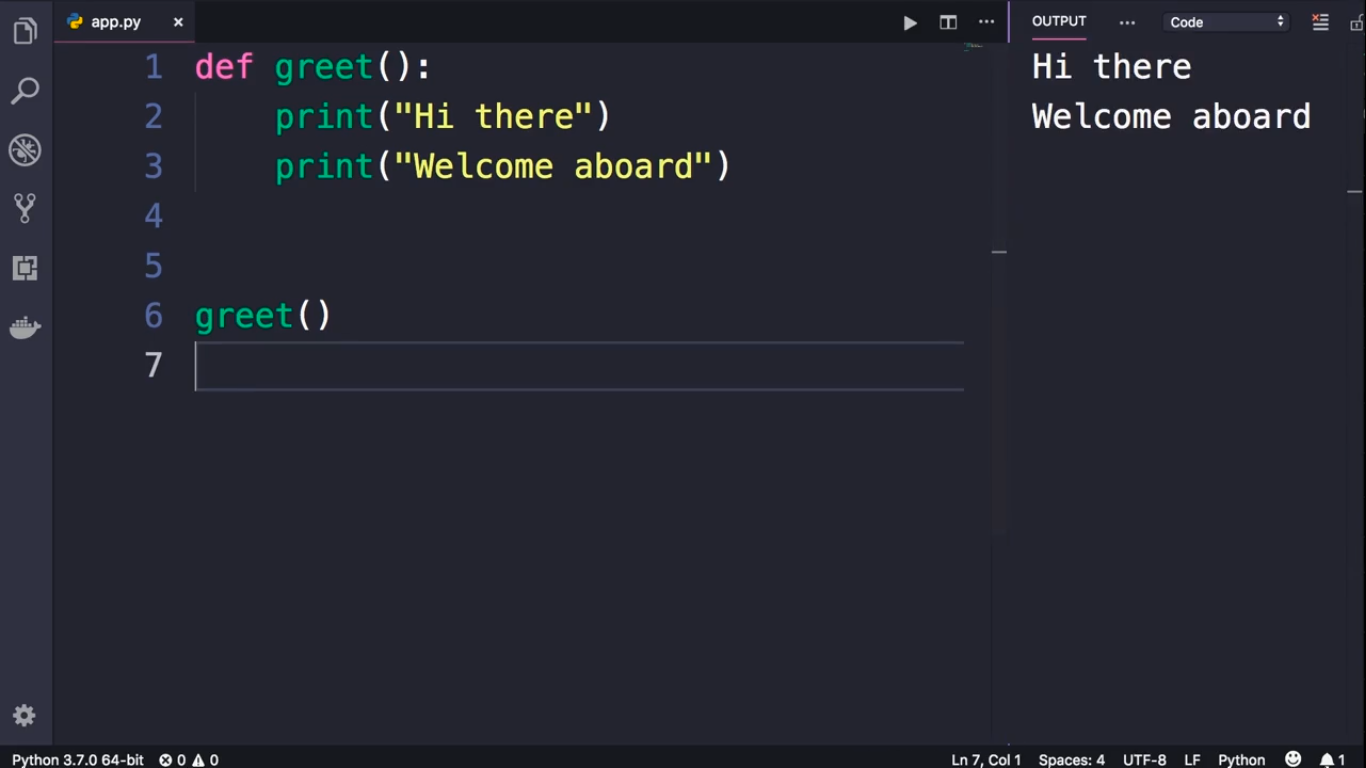 app.py
OUTPUT
Code
1 def greet():
2     print("Hi there")
3     print("Welcome aboard")
4
5
6 greet()
7
Hi there
Welcome aboard
Python 3.7.0 64-bit 0 0 Ln 7, Col 1 Spaces: 4 UTF-8 LF Python 1